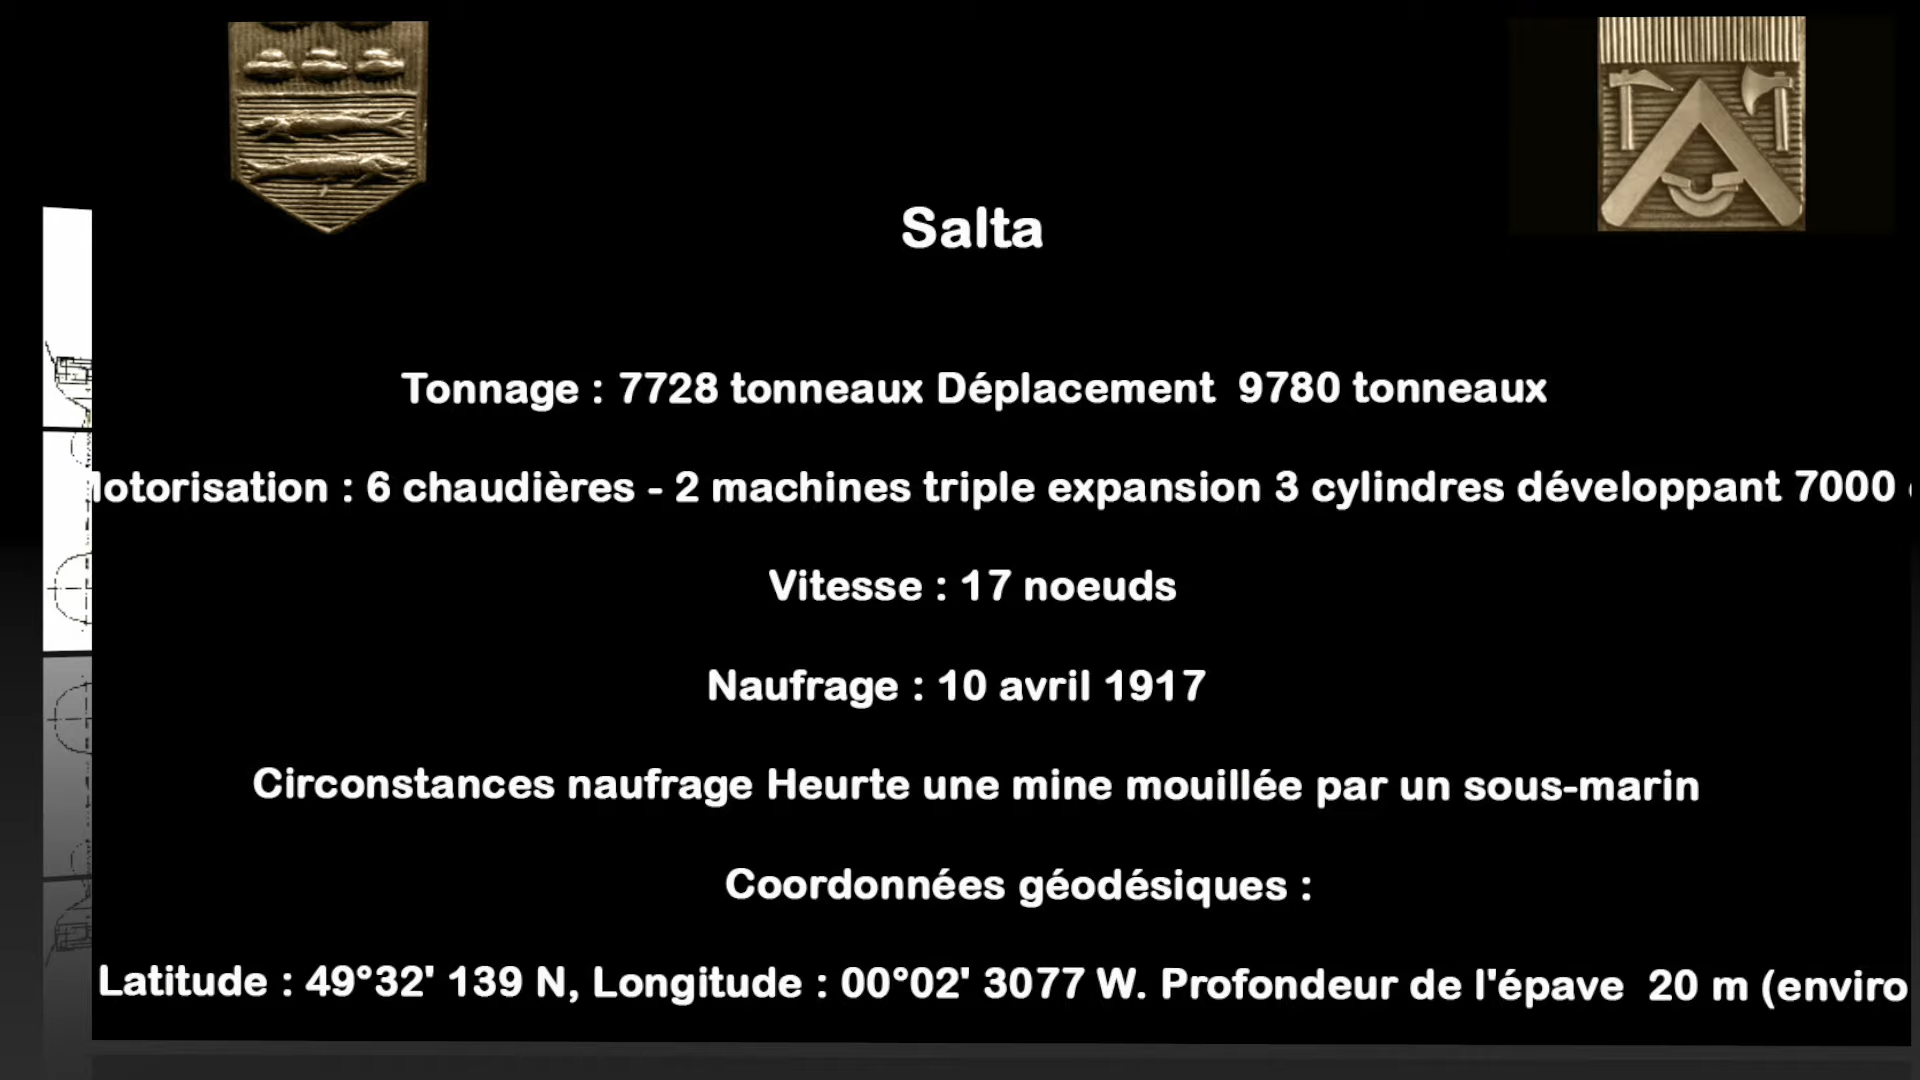 Salta
Tonnage : 7728 tonneaux Déplacement 9780 tonneaux
: 6 chaudières - 2 machines triple expansion 3 cylindres développant 7000
Vitesse : 17 noeuds
Naufrage : 10 avril 1917
Circonstances naufrage Heurte une mine mouillée par un sous-marin
Coordonnées géodésiques :
Latitude : 49°32' 139 N, Longitude : 00°02' 3077 W. Profondeur de l'épave 20 m